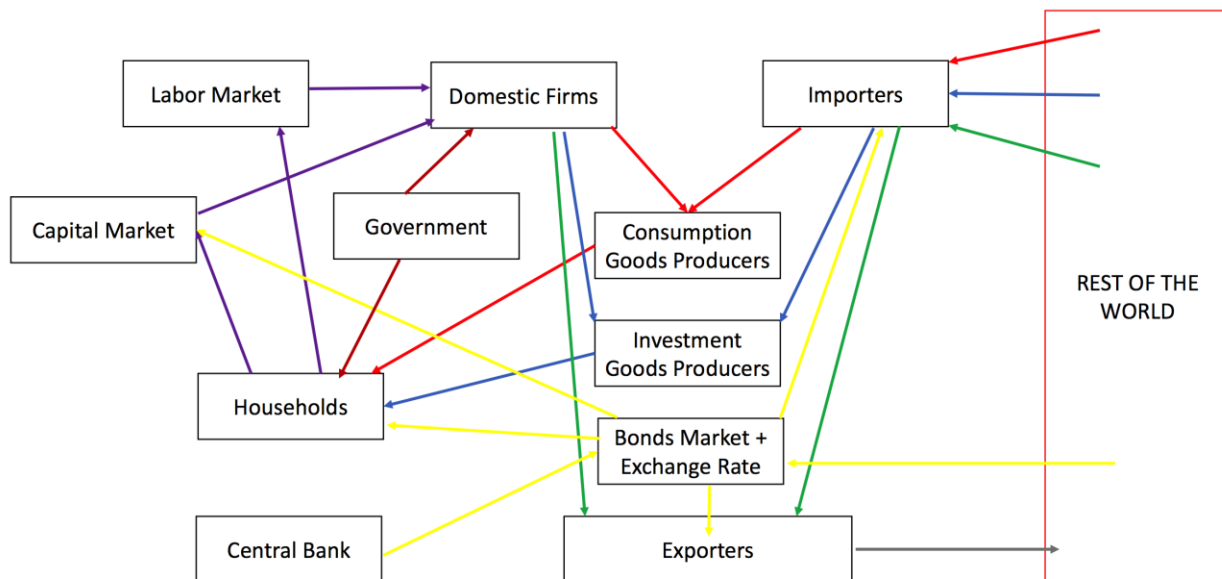 Labor Market
Domestic Firms
Importers
Capital Market
Government
Consumption
Goods Producers
REST OF THE
WORLD
Investment
Goods Producers
Households
Bonds Market +
Exchange Rate
Central Bank
Exporters